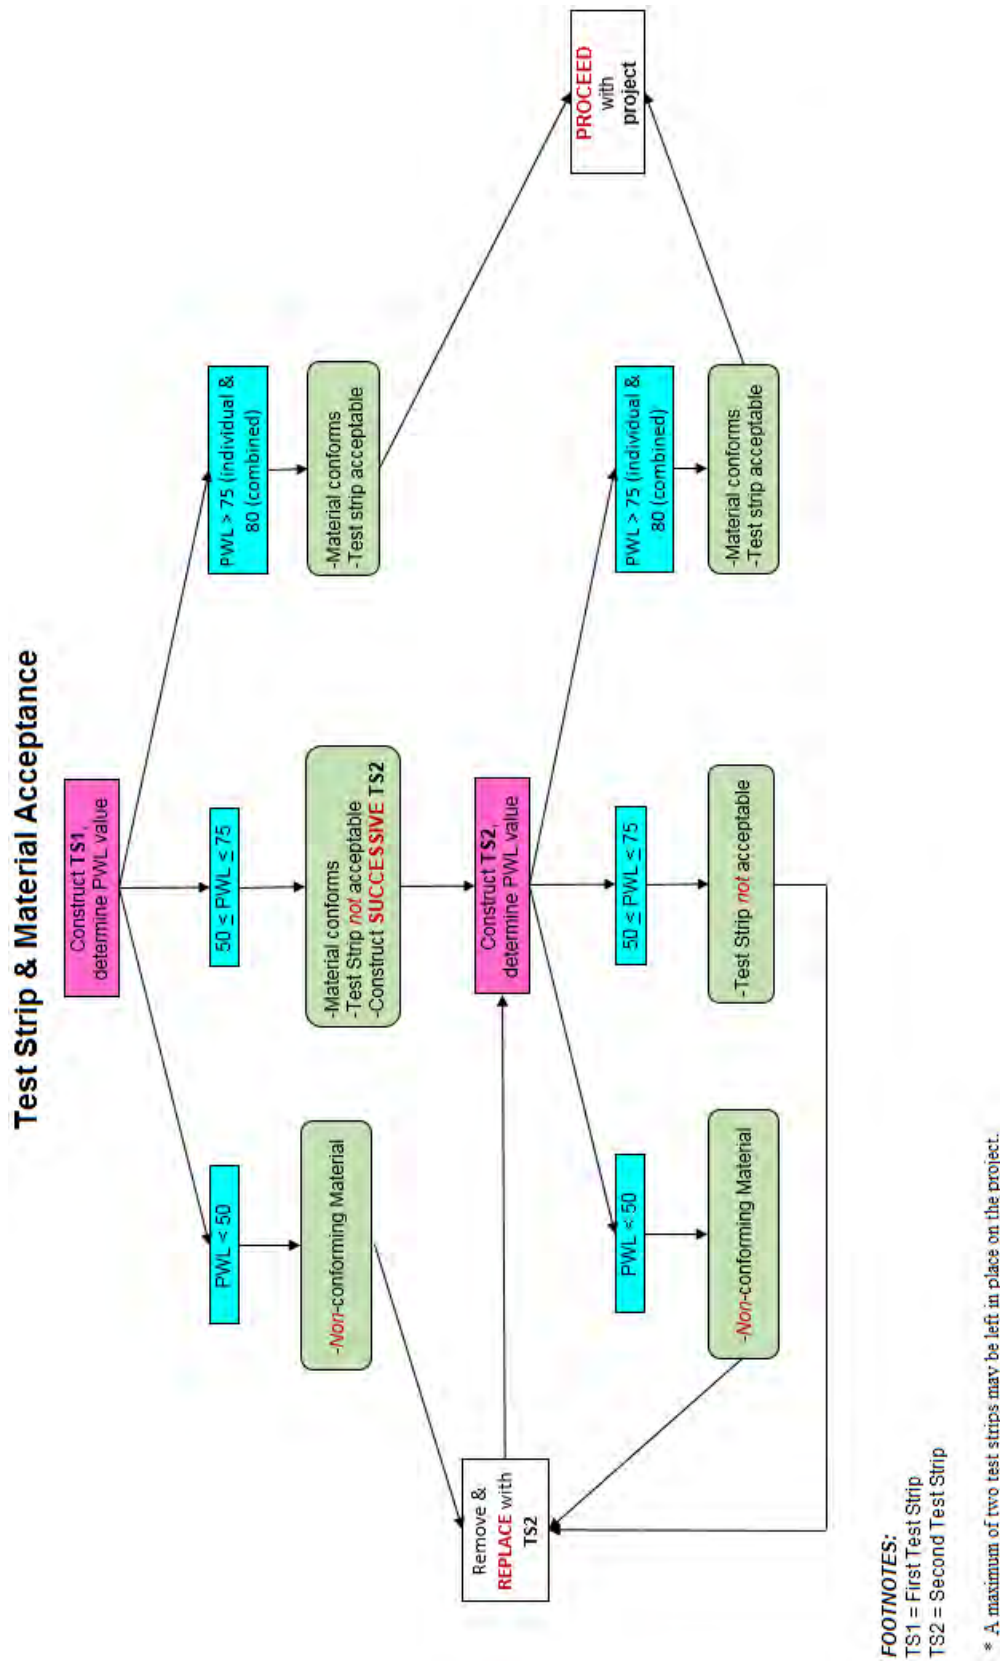 Test Strip & Material Acceptance
Construct TS1,
determine PWL value
PWL < 50
50 ≤ PWL ≤ 75
PWL > 75 (individual &
80 (combined)
-Non-conforming Material
-Material conforms
-Test Strip not acceptable
-Construct SUCCESSIVE TS2
-Material conforms
-Test strip acceptable
Remove &
REPLACE with
TS2
Construct TS2,
determine PWL value
PROCEED
with
project
PWL < 50
50 ≤ PWL ≤ 75
PWL > 75 (individual &
80 (combined)
-Non-conforming Material
-Test Strip not acceptable
-Material conforms
-Test strip acceptable
FOOTNOTES:
TS1 = First Test Strip
TS2 = Second Test Strip
* A maximum of two test strips may be left in place on the project.